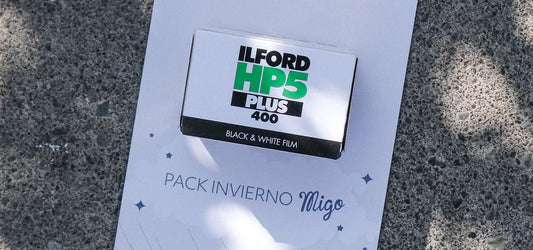 ILFORD
HP5
PLUS
400
BLACK & WHITE FILM
PACK INVIERNO Migo